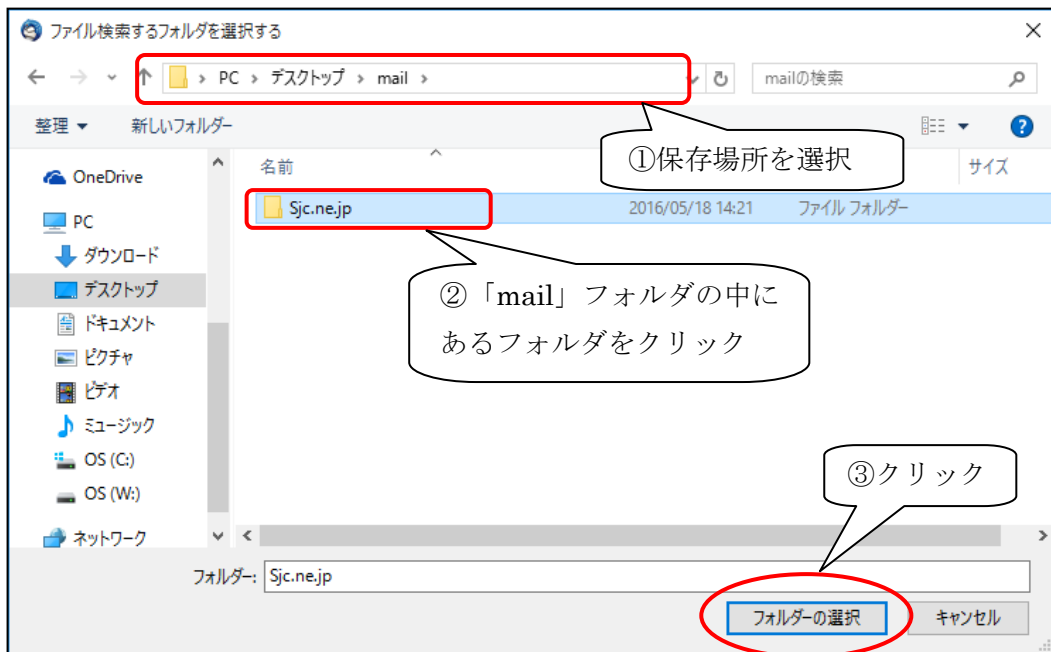 ファイル検索するフォルダを選択する
PC › デスクトップ › mail ›
mailの検索
整理
新しいフォルダー
①保存場所を選択
名前
サイズ
OneDrive
Sjc.ne.jp
2016/05/18 14:21
ファイル フォルダー
PC
ダウンロード
デスクトップ
ドキュメント
ピクチャ
ビデオ
ミュージック
OS (C:)
OS (W:)
ネットワーク
②「mail」フォルダの中に
あるフォルダをクリック
③クリック
フォルダー: Sjc.ne.jp
フォルダーの選択
キャンセル